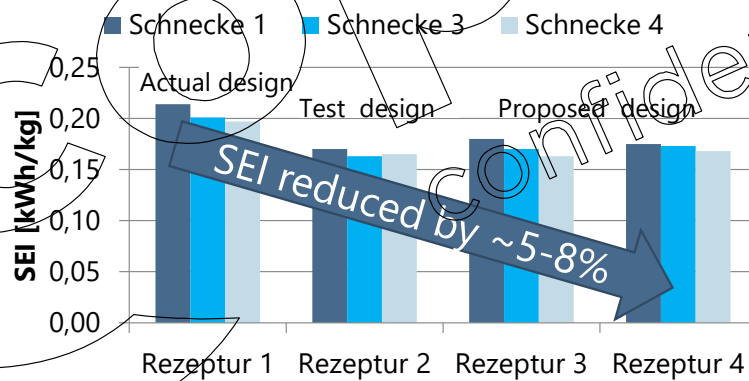 Schnecke 1 Schnecke 3 Schnecke 4
0,25
Actual design
Test design Proposed design
0,20
0,15
0,10
0,05
0,00
SEI [kWh/kg]
SEI reduced by ~5-8%
Rezeptur 1 Rezeptur 2 Rezeptur 3 Rezeptur 4